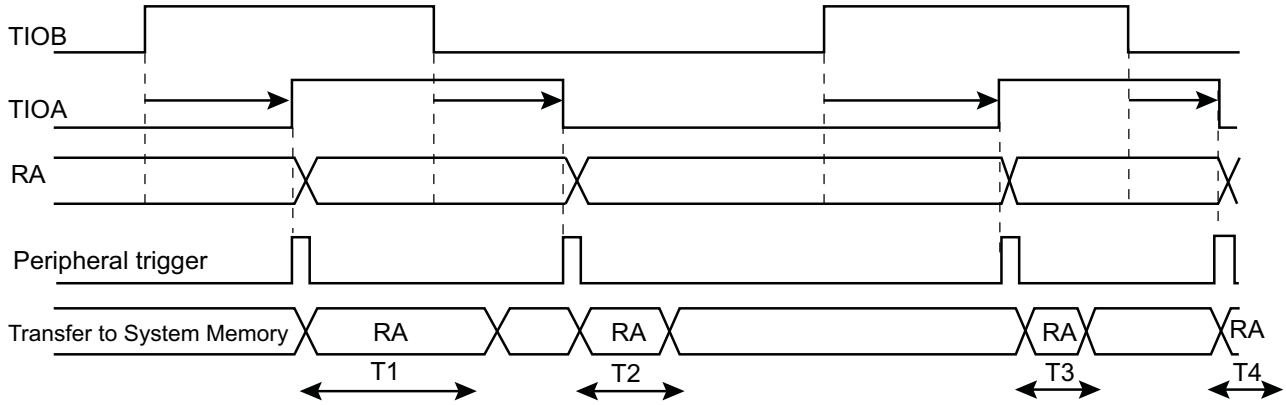 TIOB
TIOA
RA
Peripheral trigger
Transfer to System Memory RA RA RA RA
T1 T2 T3 T4